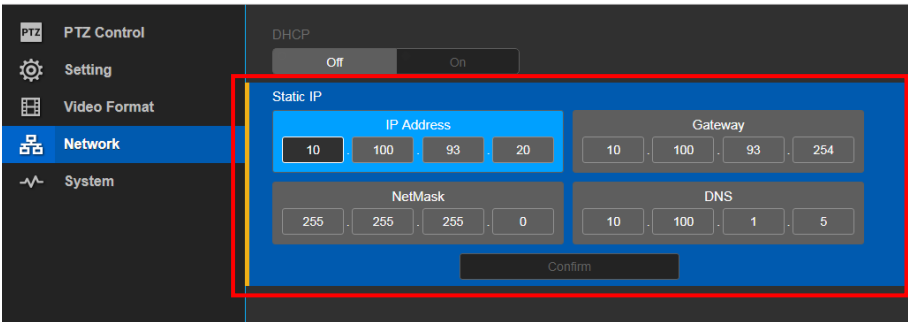 PTZ PTZ Control
Setting
Video Format
Network
System
DHCP
Off On
Static IP
IP Address
10 . 100 . 93 . 20
Gateway
10 . 100 . 93 . 254
NetMask
255 . 255 . 255 . 0
DNS
10 . 100 . 1 . 5
Confirm